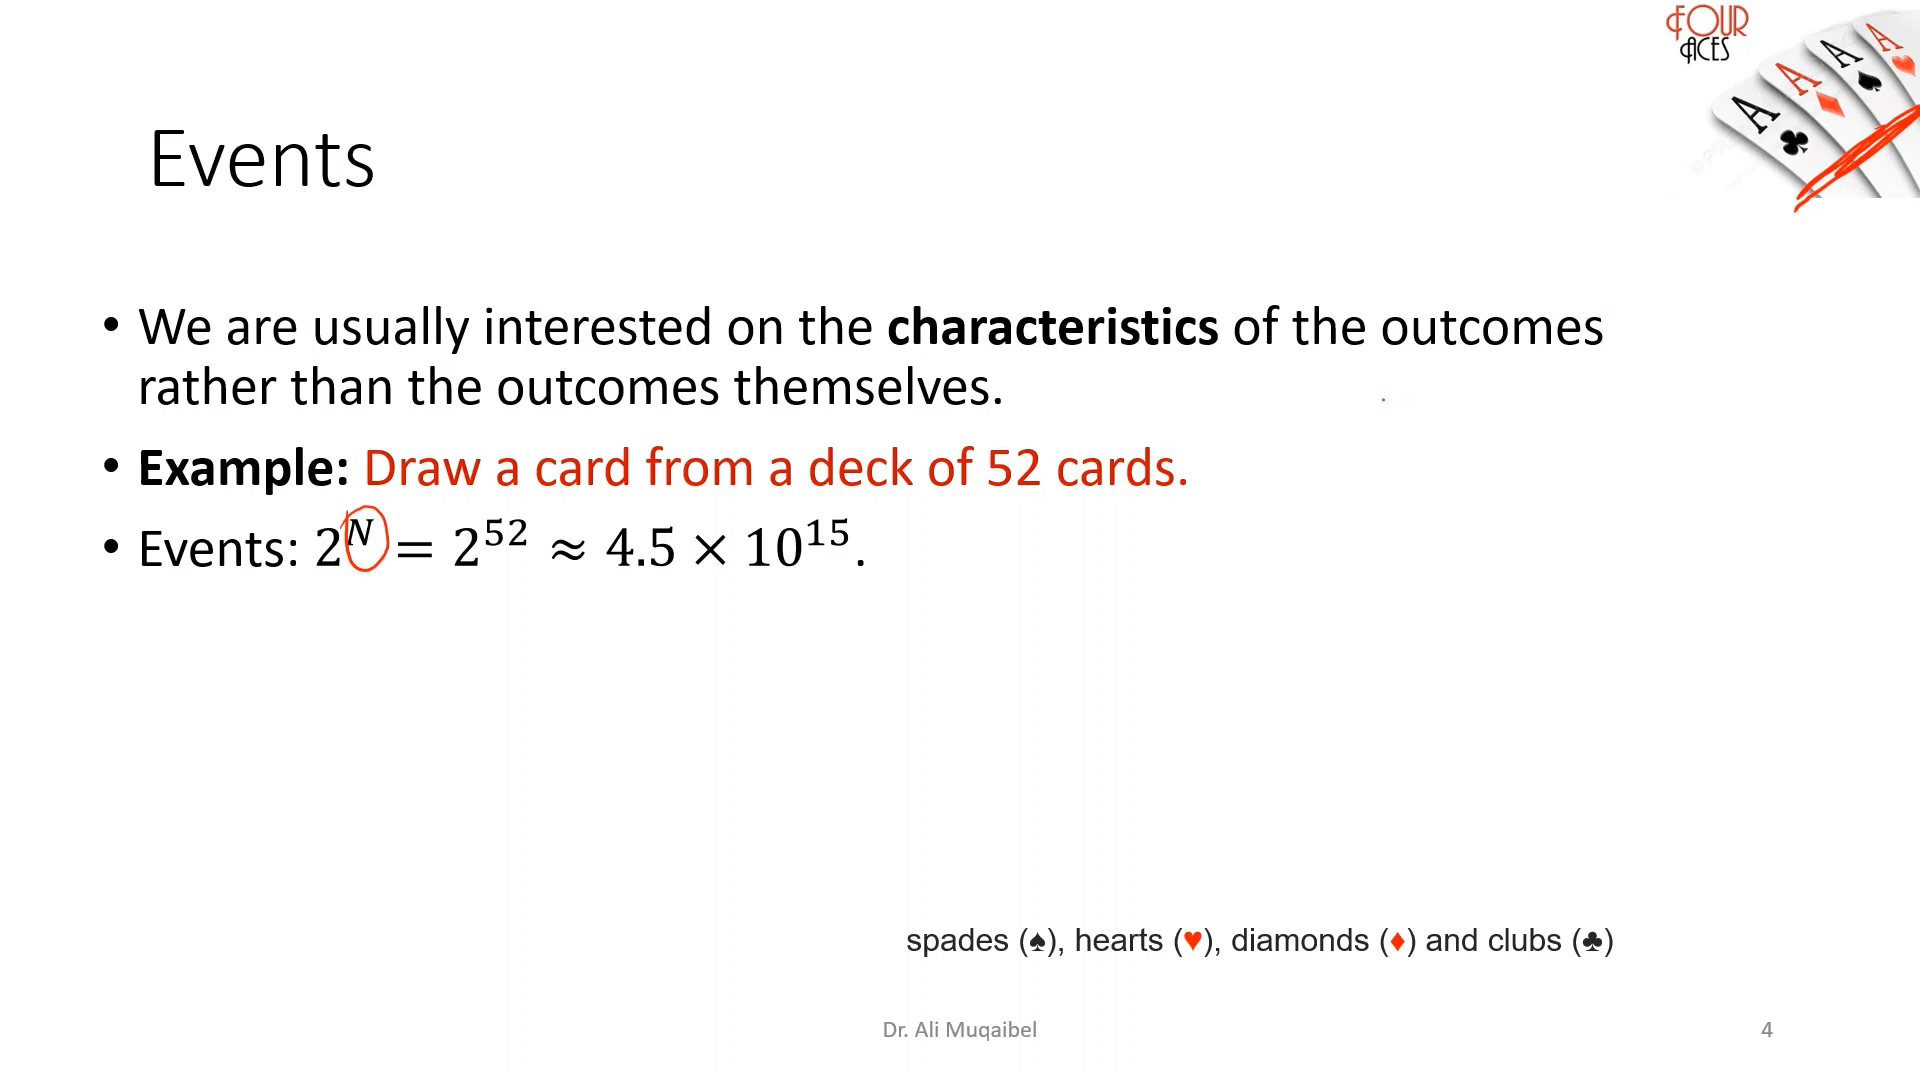 FOUR
ACES
A
A
A
A
Events
• We are usually interested on the characteristics of the outcomes
rather than the outcomes themselves.
• Example: Draw a card from a deck of 52 cards.
• Events: 2^N = 2^52 ≈ 4.5 × 10^15.
spades (♠), hearts (♥), diamonds (♦) and clubs (♣)
Dr. Ali Muqaibel
4